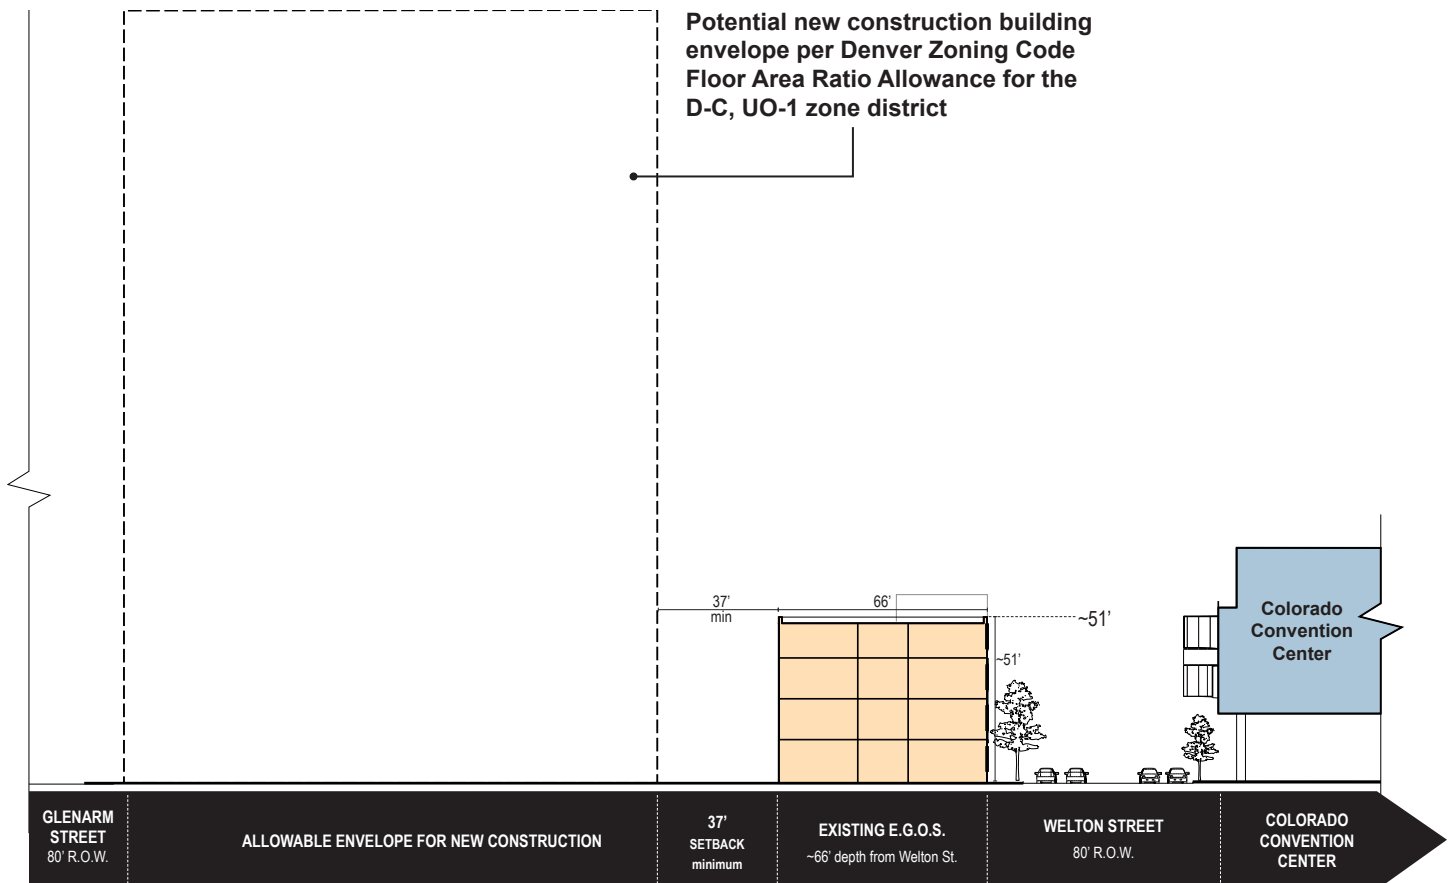 Potential new construction building
envelope per Denver Zoning Code
Floor Area Ratio Allowance for the
D-C, UO-1 zone district
37'
min
66'
~51'
~51'
Colorado
Convention
Center
GLENARM
STREET
80' R.O.W.
ALLOWABLE ENVELOPE FOR NEW CONSTRUCTION
37'
SETBACK
minimum
EXISTING E.G.O.S.
~66' depth from Welton St.
WELTON STREET
80' R.O.W.
COLORADO
CONVENTION
CENTER